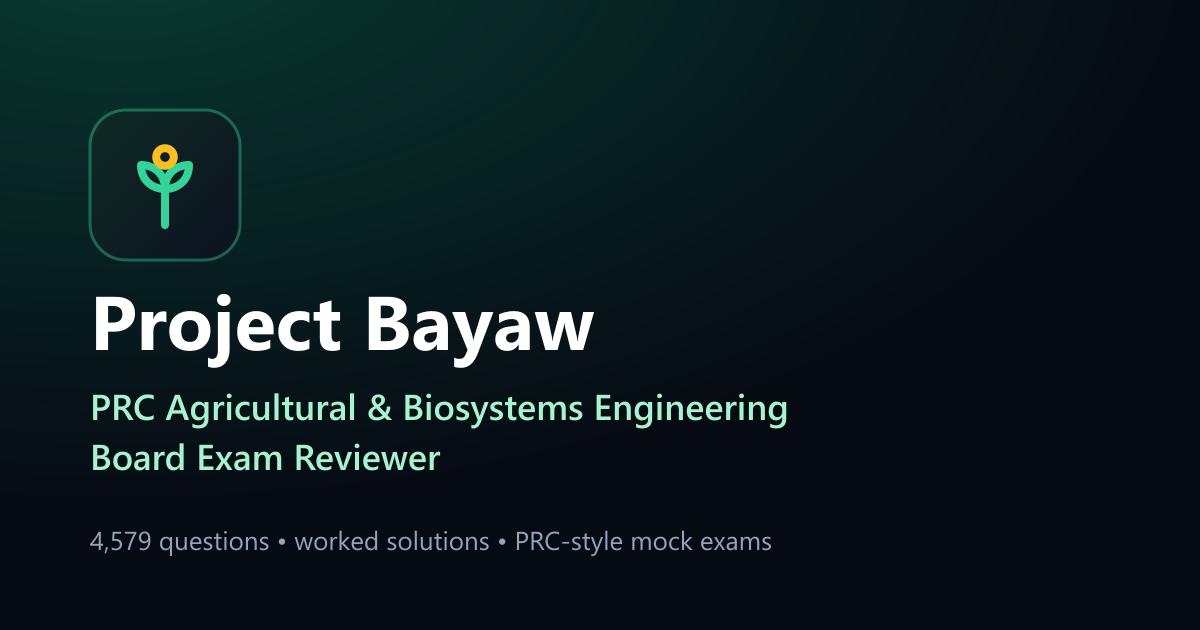 Project Bayaw
PRC Agricultural & Biosystems Engineering
Board Exam Reviewer
4,579 questions • worked solutions • PRC-style mock exams